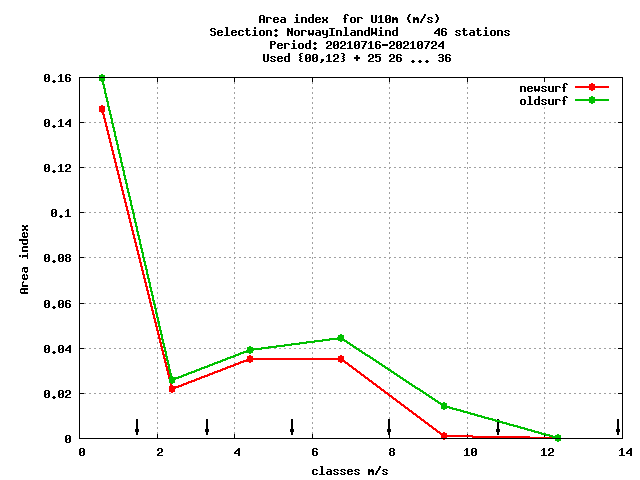 Area index  for U10m (m/s)
Selection: NorwayInlandWind     46 stations
Period: 20210716-20210724
Used {00,12} + 25 26 ... 36
newsurf
oldsurf
0.16
0.14
0.12
0.1
0.08
0.06
0.04
0.02
0
Area index
0 2 4 6 8 10 12 14
classes m/s